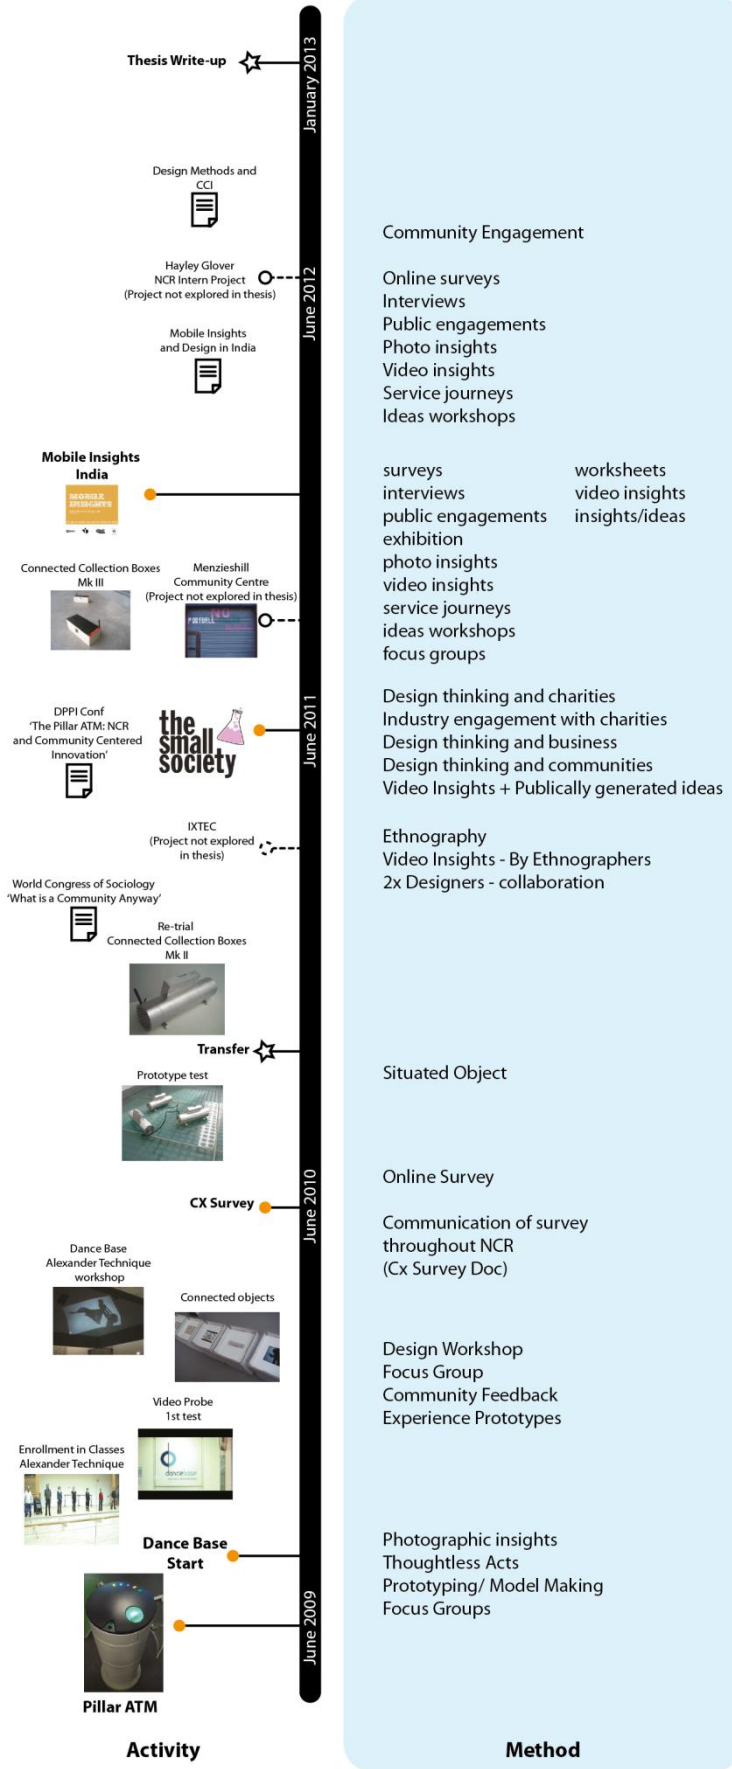 Thesis Write-up
January 2013
Design Methods and
CCI
Community Engagement
Hayley Glover
NCR Intern Project
(Project not explored in thesis)
June 2012
Online surveys
Interviews
Public engagements
Photo insights
Video insights
Service journeys
Ideas workshops
Mobile Insights
and Design in India
Mobile Insights
India
MOBILE
INSIGHTS
surveys
interviews
public engagements
exhibition
photo insights
video insights
service journeys
ideas workshops
focus groups
worksheets
video insights
insights/ideas
Connected Collection Boxes
Mk III
Menzieshill
Community Centre
(Project not explored in thesis)
NO
FOOTBALL
DPPI Conf
'The Pillar ATM: NCR
and Community Centered
Innovation'
the
small
society
June 2011
Design thinking and charities
Industry engagement with charities
Design thinking and business
Design thinking and communities
Video Insights + Publically generated ideas
IXTEC
(Project not explored
in thesis)
Ethnography
Video Insights - By Ethnographers
2x Designers - collaboration
World Congress of Sociology
'What is a Community Anyway'
Re-trial
Connected Collection Boxes
Mk II
Transfer
Prototype test
Situated Object
CX Survey
June 2010
Online Survey
Communication of survey
throughout NCR
(Cx Survey Doc)
Dance Base
Alexander Technique
workshop
Connected objects
Design Workshop
Focus Group
Community Feedback
Experience Prototypes
Video Probe
1st test
dancebase
Enrollment in Classes
Alexander Technique
Dance Base
Start
Photographic insights
Thoughtless Acts
Prototyping/ Model Making
Focus Groups
June 2009
Pillar ATM
Activity
Method